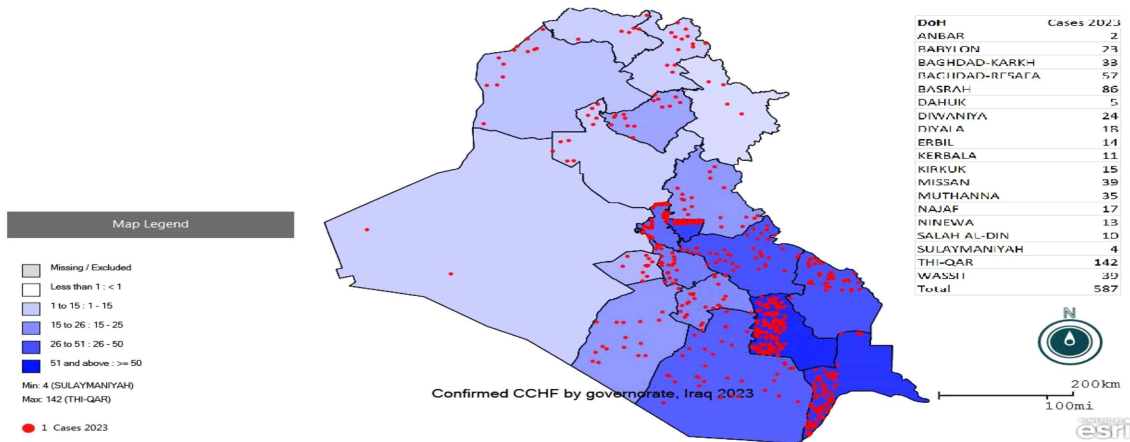 DoH Cases 2023
ANBAR 2
BABYLON 23
BAGHDAD-KARKH 33
BAGHDAD-RESAFA 57
BASRAH 86
DAHUK 5
DIWANIYA 24
DIYALA 18
ERBIL 14
KERBALA 11
KIRKUK 15
MISSAN 39
MUTHANNA 35
NAJAF 17
NINEWA 13
SALAH AL-DIN 10
SULAYMANIYAH 4
THI-QAR 142
WASSIT 39
Total 587
Map Legend
Missing / Excluded
Less than 1 : < 1
1 to 15 : 1 - 15
15 to 26 : 15 - 25
26 to 51 : 26 - 50
51 and above : >= 50
Min: 4 (SULAYMANIYAH)
Max: 142 (THI-QAR)
1 Cases 2023
Confirmed CCHF by governorate, Iraq 2023
N
200km
100mi
esri